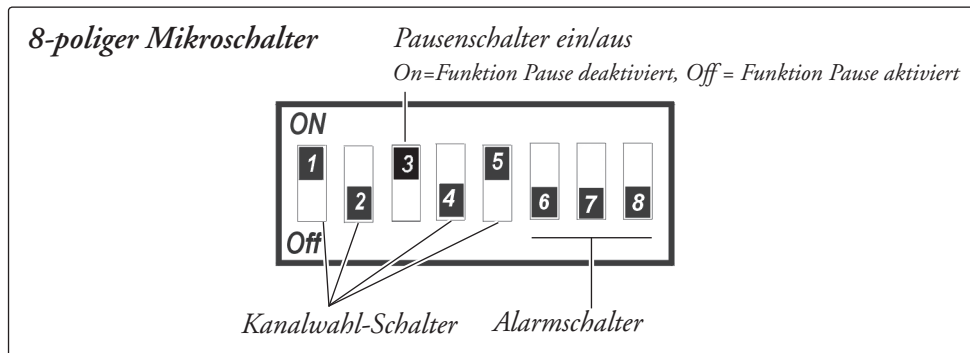 8-poliger Mikroschalter
Pausenschalter ein/aus
On=Funktion Pause deaktiviert, Off = Funktion Pause aktiviert
ON
1 2 3 4 5 6 7 8
Off
Kanalwahl-Schalter
Alarmschalter